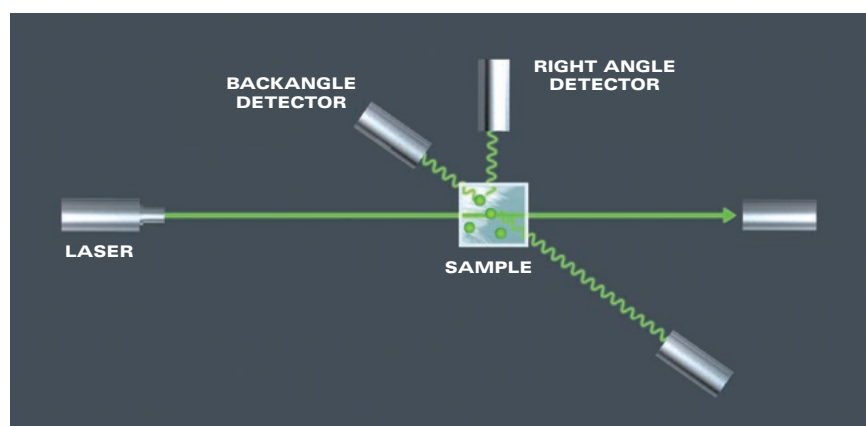 BACKANGLE
DETECTOR
RIGHT ANGLE
DETECTOR
LASER
SAMPLE